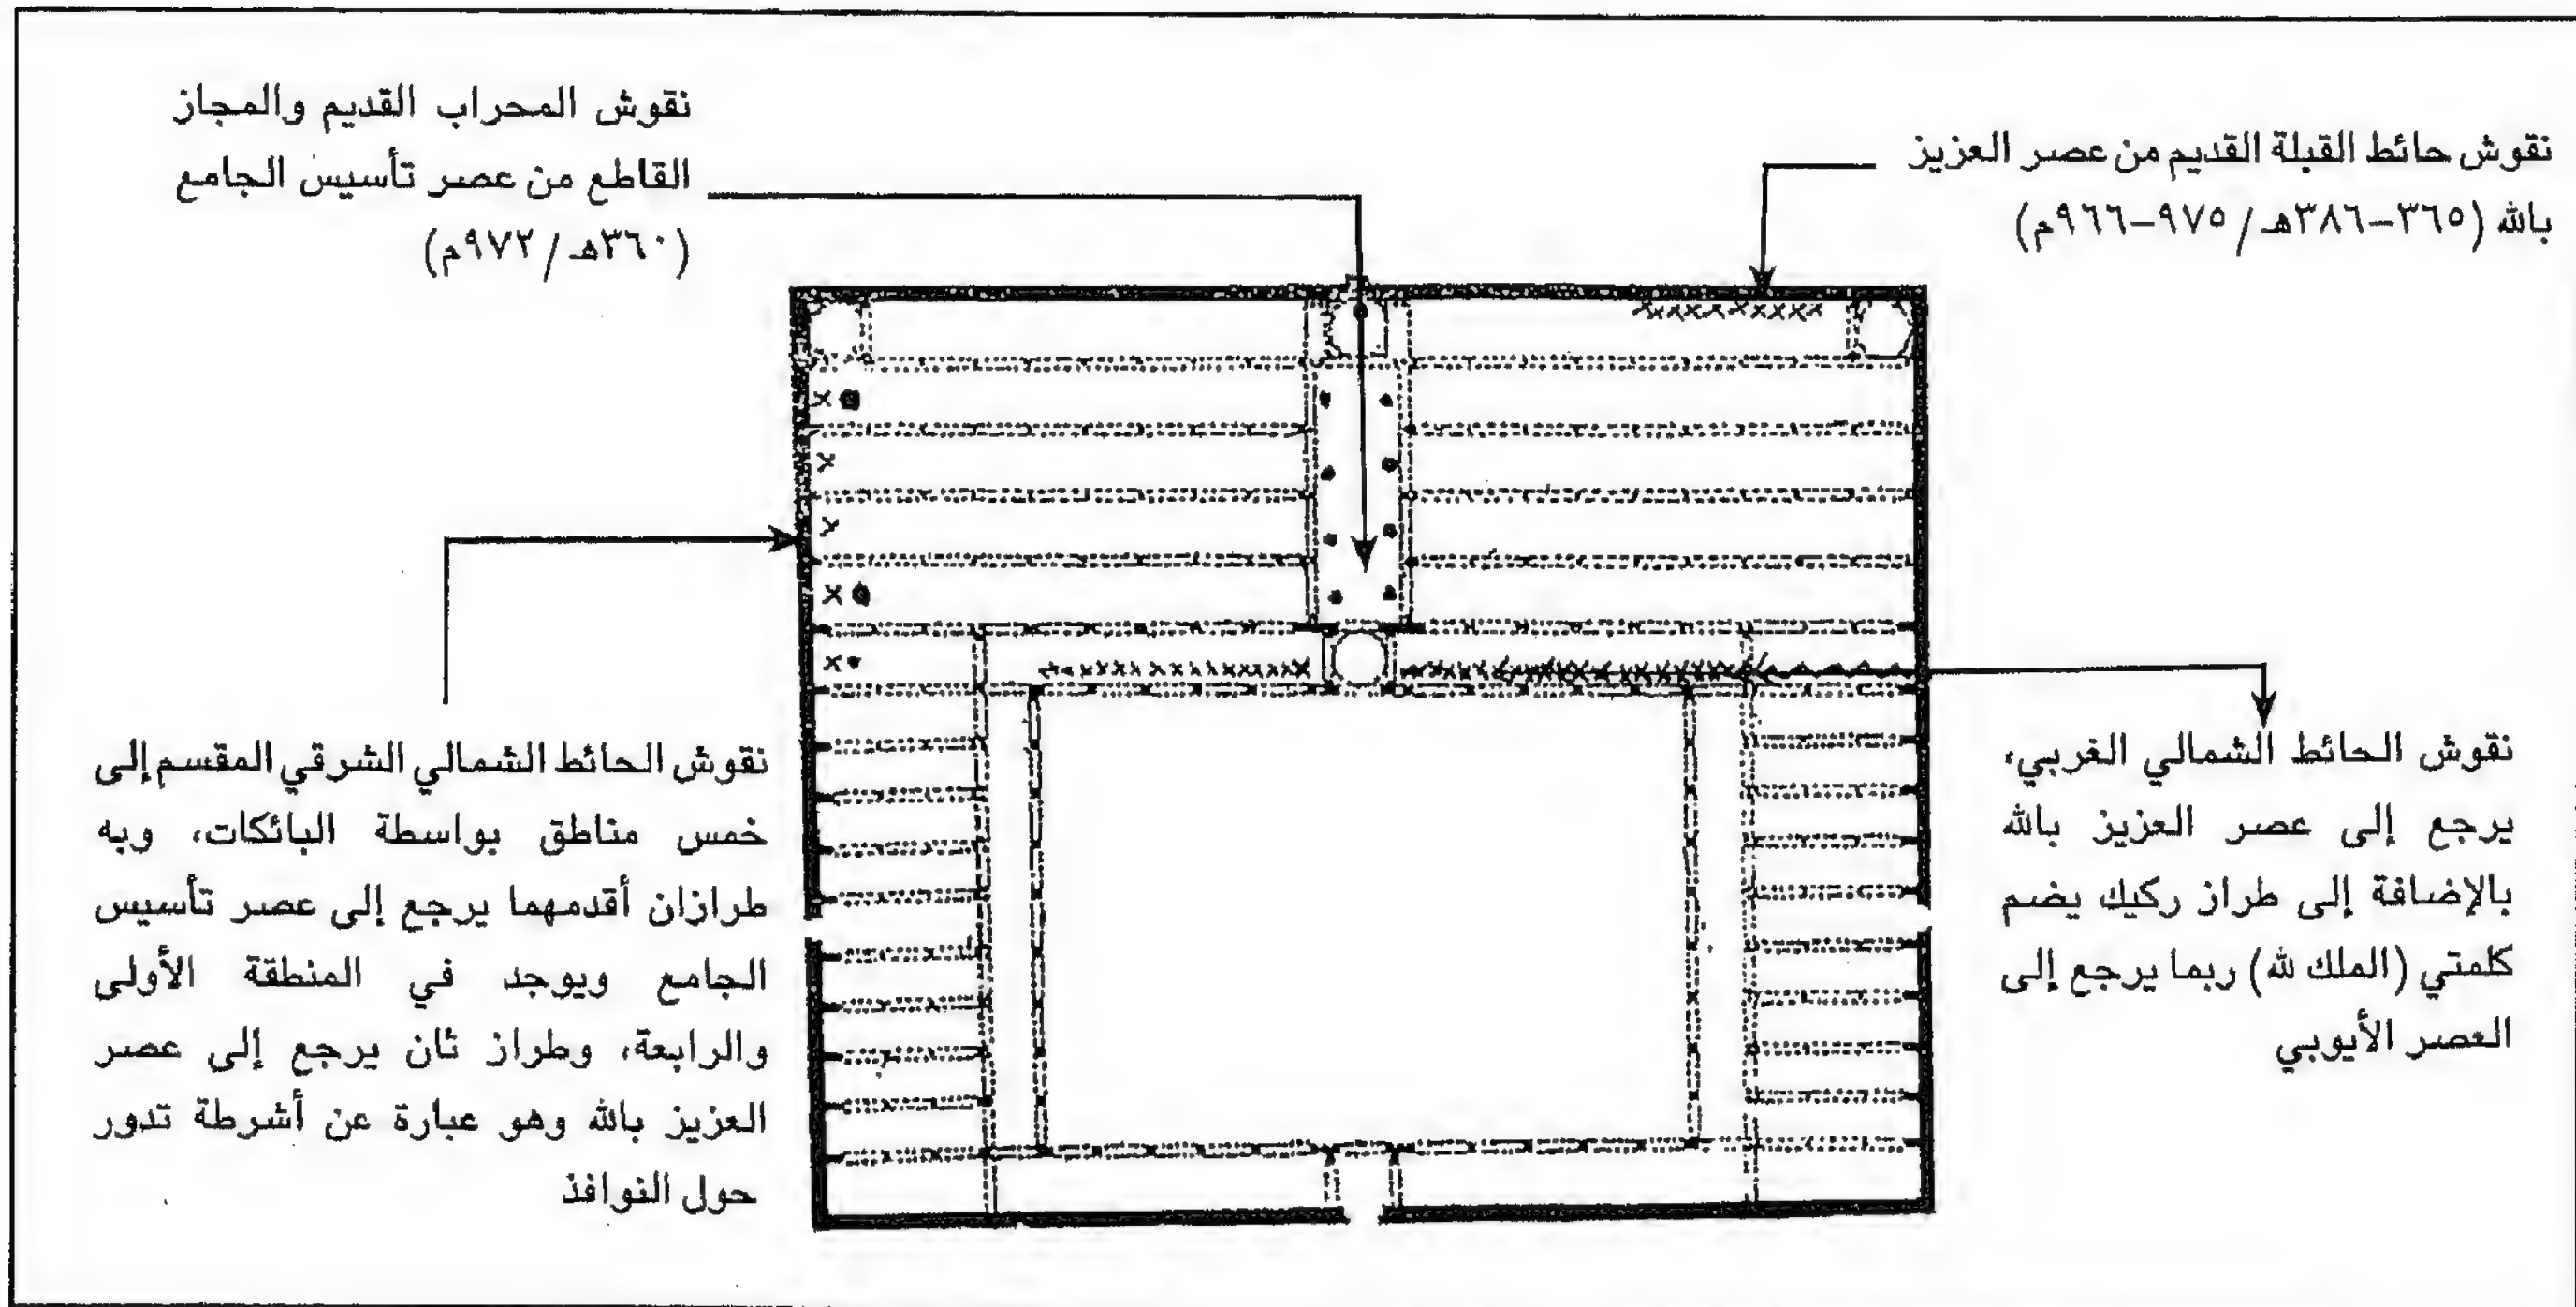 نقوش حائط القبلة القديم من عصر العزيز
بالله (٣٦٥-٣٨٦هـ/ ٩٧٥-٩٦٦م)
نقوش المحراب القديم والمجاز
القاطع من عصر تأسيس الجامع
(٣٦٠هـ/ ٩٧٢م)
نقوش الحائط الشمالي الغربي،
يرجع إلى عصر العزيز بالله
بالإضافة إلى طراز ركيك يضم
كلمتي (الملك لله) ربما يرجع إلى
العصر الأيوبي
نقوش الحائط الشمالي الشرقي المقسم إلى
خمس مناطق بواسطة البائكات، وبه
طرازان أقدمهما يرجع إلى عصر تأسيس
الجامع ويوجد في المنطقة الأولى
والرابعة، وطراز ثان يرجع إلى عصر
العزيز بالله وهو عبارة عن أشرطة تدور
حول النوافذ